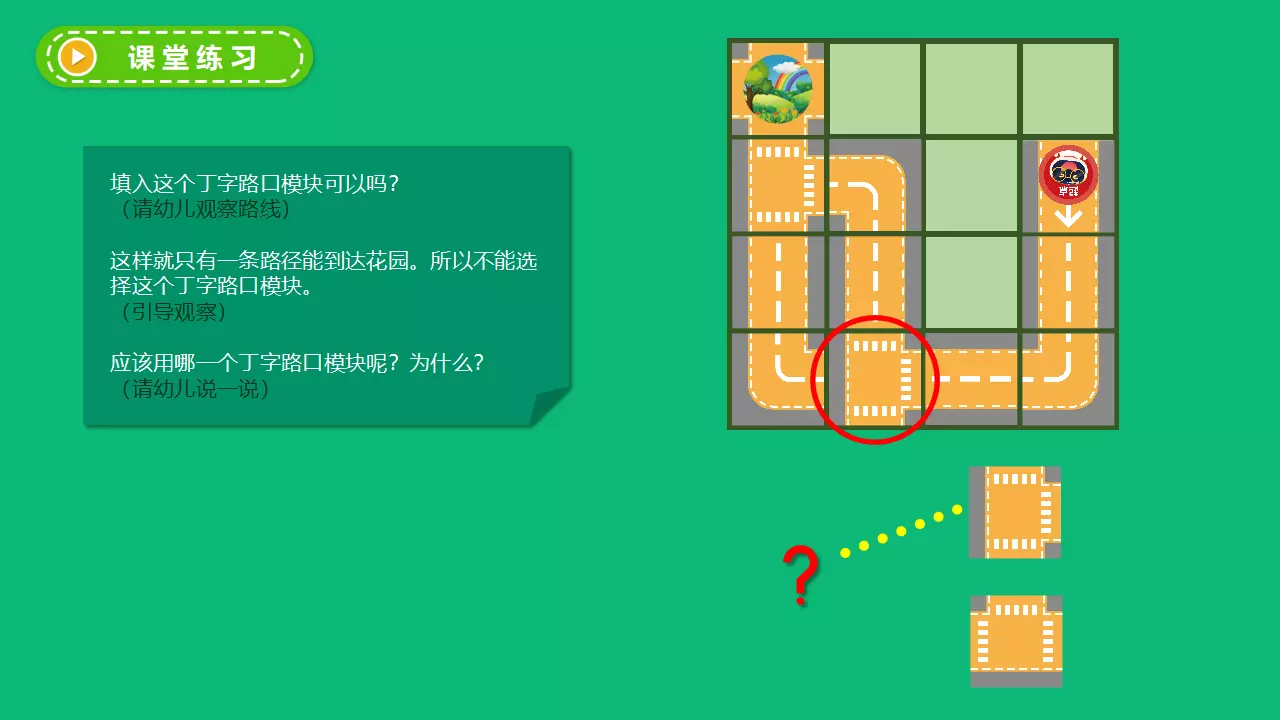 课堂练习
填入这个丁字路口模块可以吗？
（请幼儿观察路线）
这样就只有一条路径能到达花园。所以不能选
择这个丁字路口模块。
（引导观察）
应该用哪一个丁字路口模块呢？为什么？
（请幼儿说一说）
起点
?